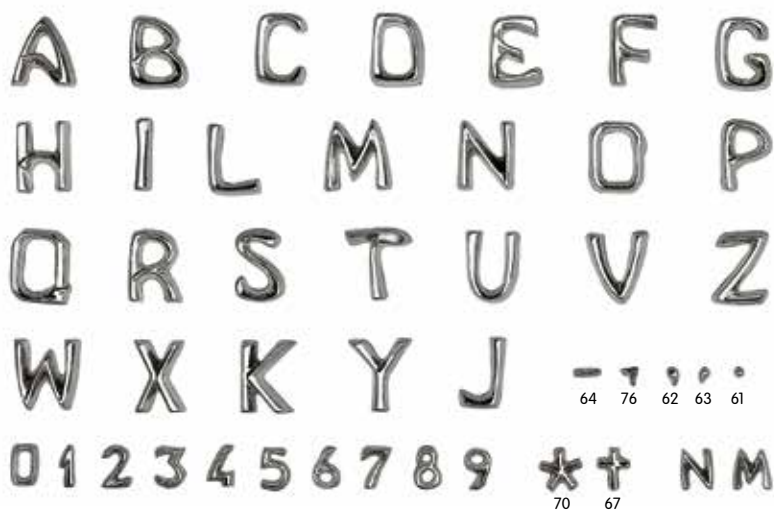 A B C D E F G
H I L M N O P
Q R S T U V Z
W X K Y J
64 76 62 63 61
0 1 2 3 4 5 6 7 8 9 * † N M
70 67